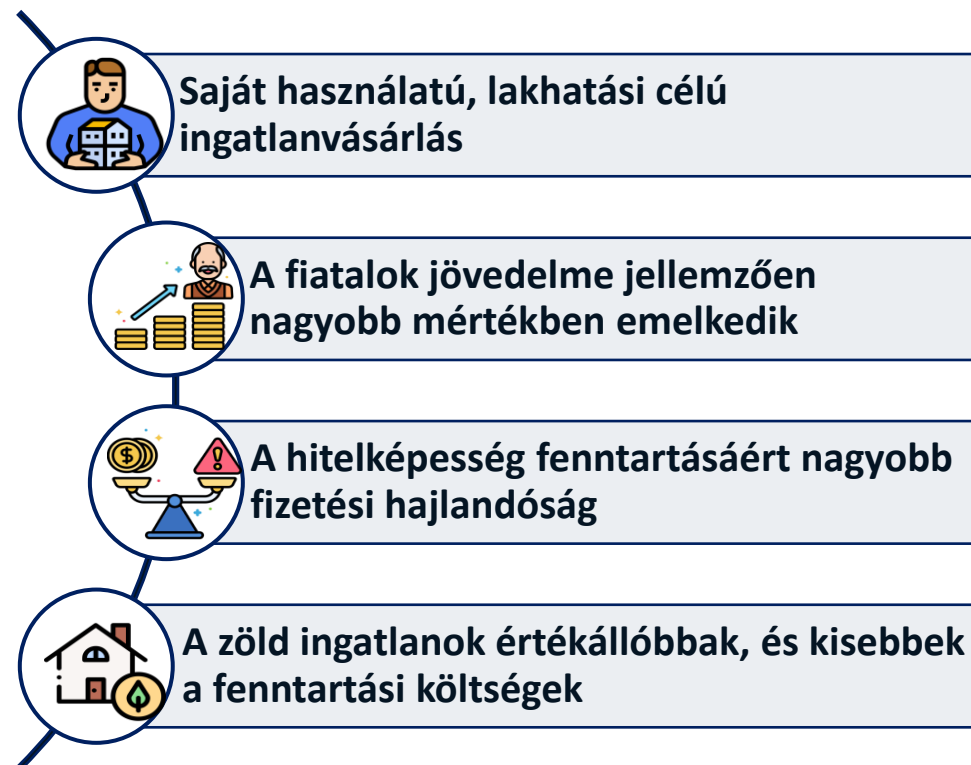 Saját használatú, lakhatási célú
ingatlanvásárlás
A fiatalok jövedelme jellemzően
nagyobb mértékben emelkedik
A hitelképesség fenntartásáért nagyobb
fizetési hajlandóság
A zöld ingatlanok értékállóbbak, és kisebbek
a fenntartási költségek